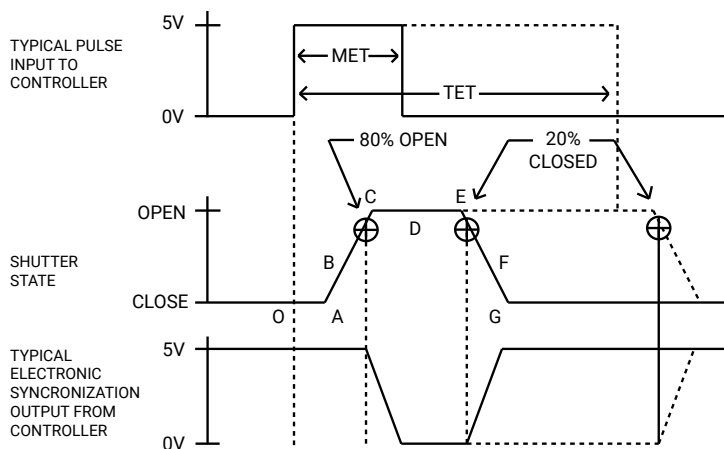 5V
TYPICAL PULSE
INPUT TO
CONTROLLER
MET
TET
0V
80% OPEN
20%
CLOSED
C
E
OPEN
D
B
F
SHUTTER
STATE
CLOSE
O
A
G
5V
TYPICAL
ELECTRONIC
SYNCRONIZATION
OUTPUT FROM
CONTROLLER
0V